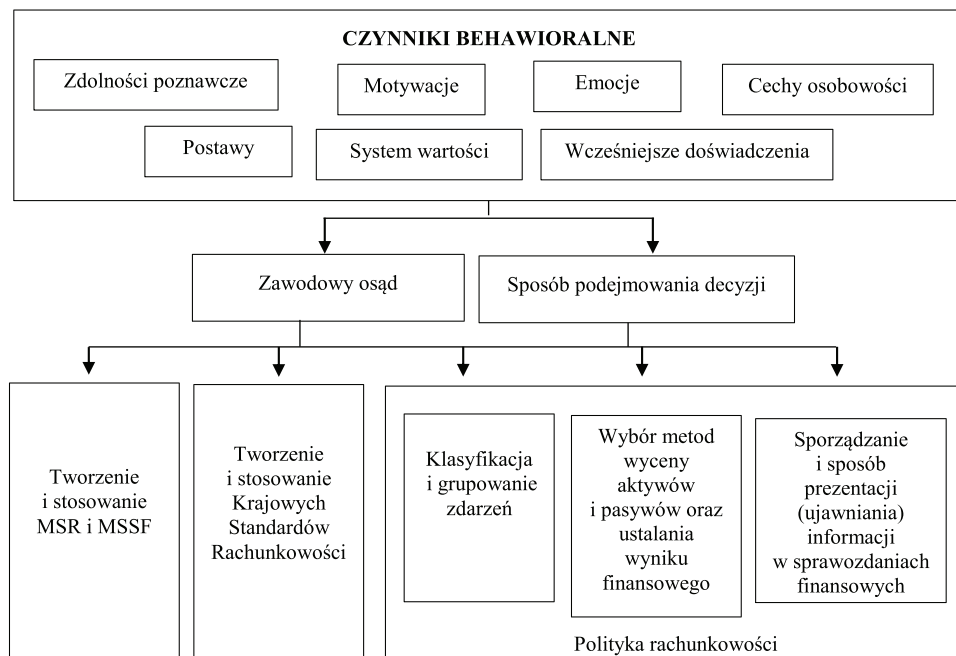 CZYNNIKI BEHAWIORALNE
Zdolności poznawcze
Motywacje
Emocje
Cechy osobowości
Postawy
System wartości
Wcześniejsze doświadczenia
Zawodowy osąd
Sposób podejmowania decyzji
Tworzenie
i stosowanie
MSR i MSSF
Tworzenie
i stosowanie
Krajowych
Standardów
Rachunkowości
Klasyfikacja
i grupowanie
zdarzeń
Wybór metod
wyceny
aktywów
i pasywów oraz
ustalania
wyniku
finansowego
Sporządzanie
i sposób
prezentacji
(ujawniania)
informacji
w sprawozdaniach
finansowych
Polityka rachunkowości